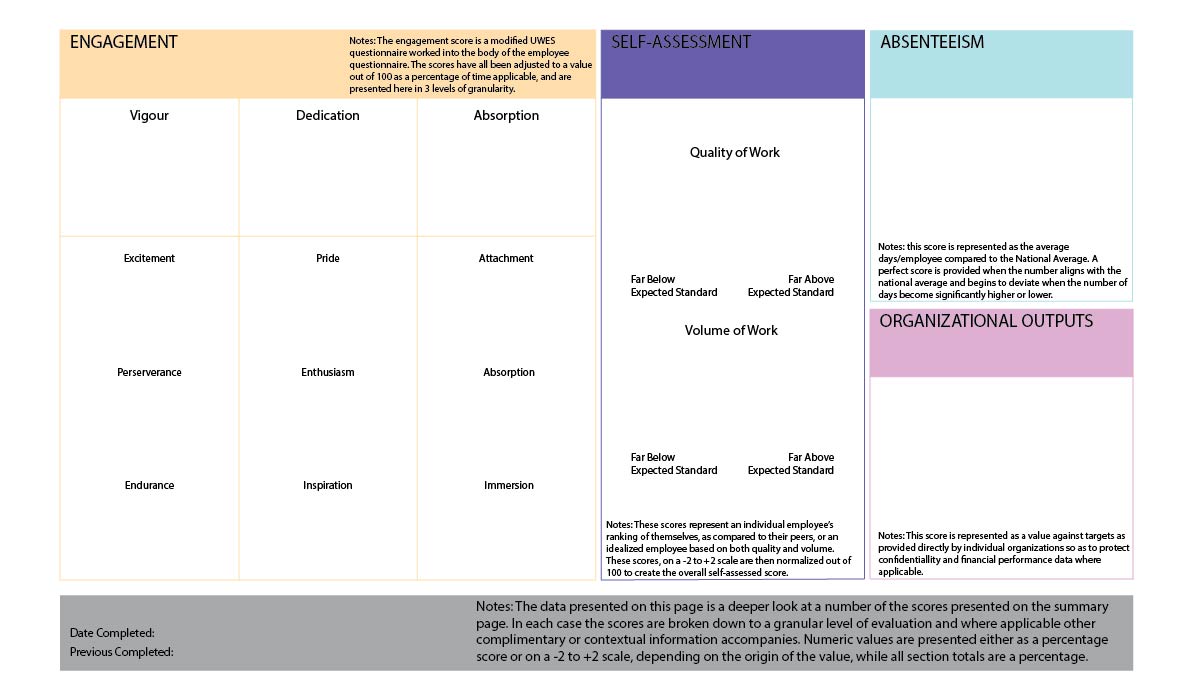 ENGAGEMENT
Notes: The engagement score is a modified UWES
questionnaire worked into the body of the employee
questionnaire. The scores have all been adjusted to a value
out of 100 as a percentage of time applicable, and are
presented here in 3 levels of granularity.
Vigour
Dedication
Absorption
Excitement
Pride
Attachment
Perserverance
Enthusiasm
Absorption
Endurance
Inspiration
Immersion
SELF-ASSESSMENT
Quality of Work
Far Below
Expected Standard
Far Above
Expected Standard
Volume of Work
Far Below
Expected Standard
Far Above
Expected Standard
Notes: These scores represent an individual employee's
ranking of themselves, as compared to their peers, or an
idealized employee based on both quality and volume.
These scores, on a -2 to +2 scale are then normalized out of
100 to create the overall self-assessed score.
ABSENTEEISM
Notes: this score is represented as the average
days/employee compared to the National Average. A
perfect score is provided when the number aligns with the
national average and begins to deviate when the number of
days become significantly higher or lower.
ORGANIZATIONAL OUTPUTS
Notes: This score is represented as a value against targets as
provided directly by individual organizations so as to protect
confidentiallity and financial performance data where
applicable.
Date Completed:
Previous Completed:
Notes: The data presented on this page is a deeper look at a number of the scores presented on the summary
page. In each case the scores are broken down to a granular level of evaluation and where applicable other
complimentary or contextual information accompanies. Numeric values are presented either as a percentage
score or on a -2 to +2 scale, depending on the origin of the value, while all section totals are a percentage.